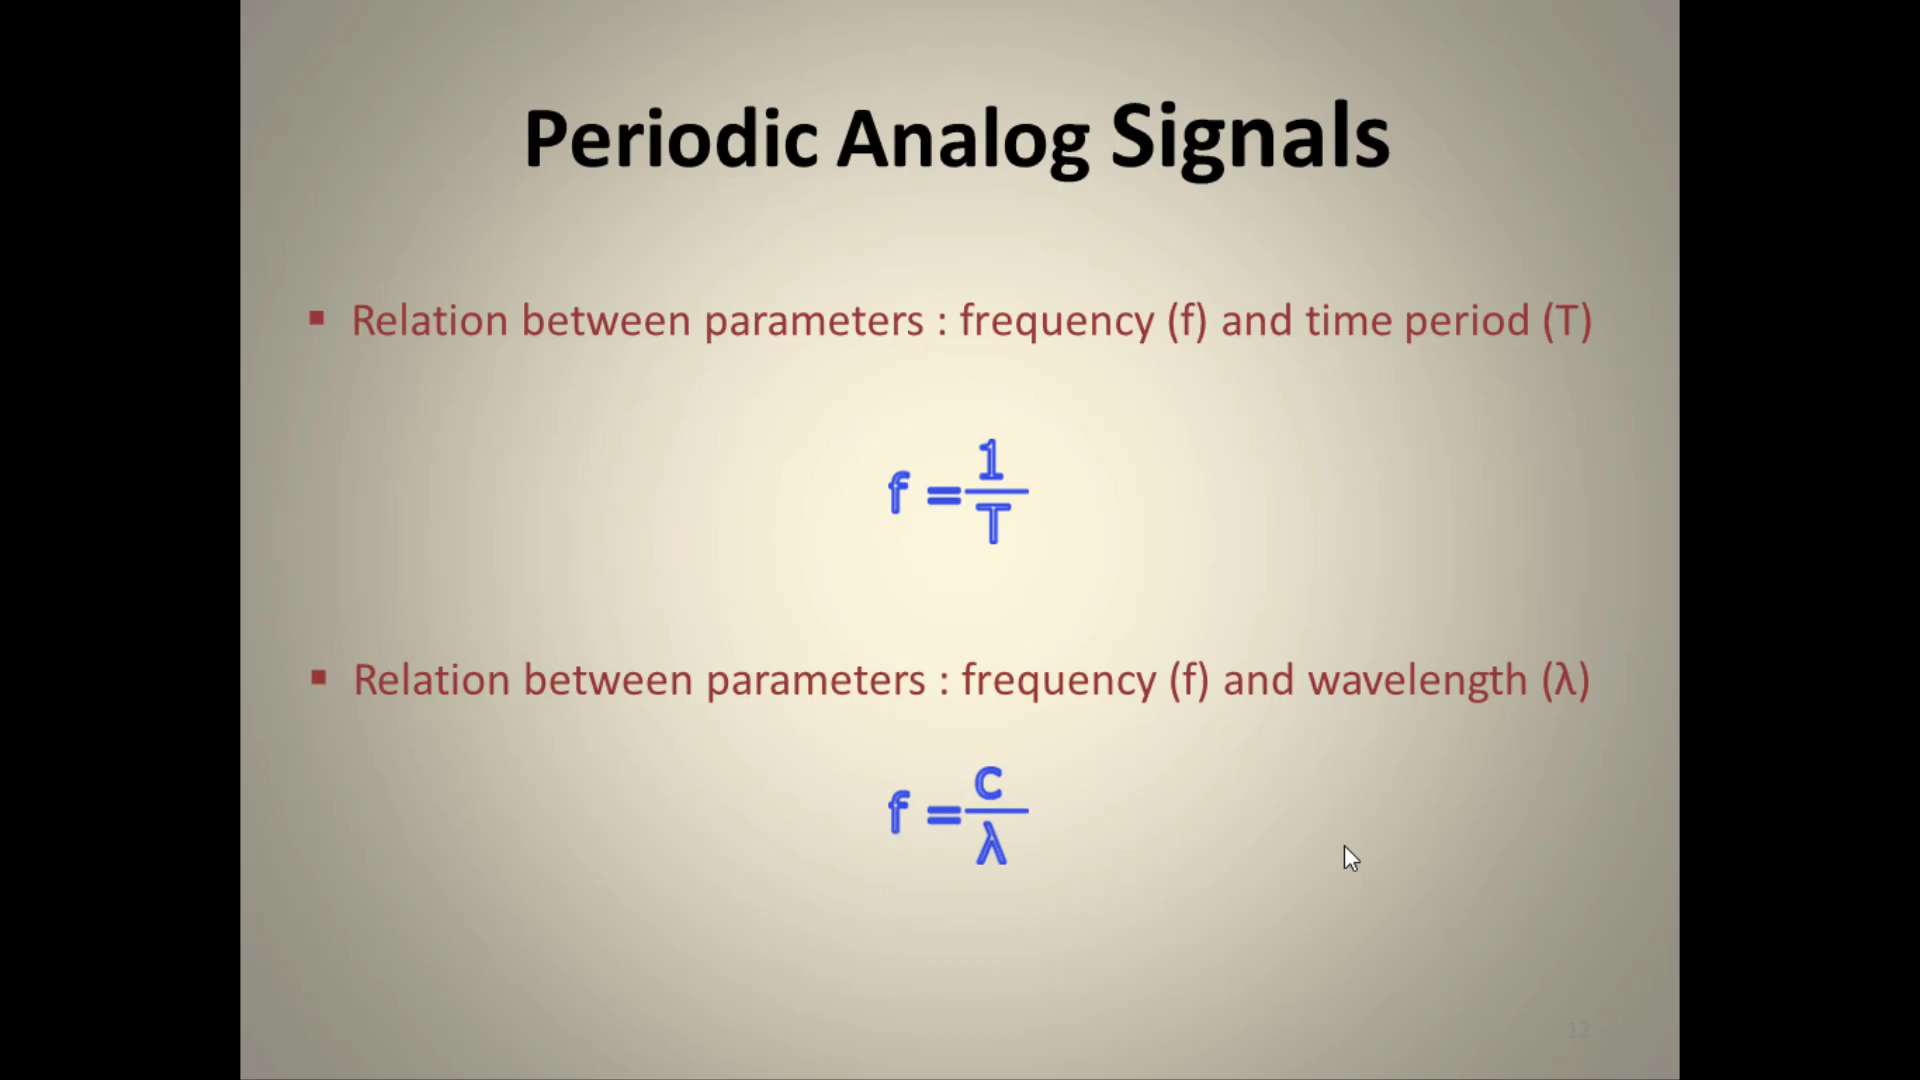 Periodic Analog Signals
▪ Relation between parameters : frequency (f) and time period (T)
f = 1/T
▪ Relation between parameters : frequency (f) and wavelength (λ)
f = c/λ